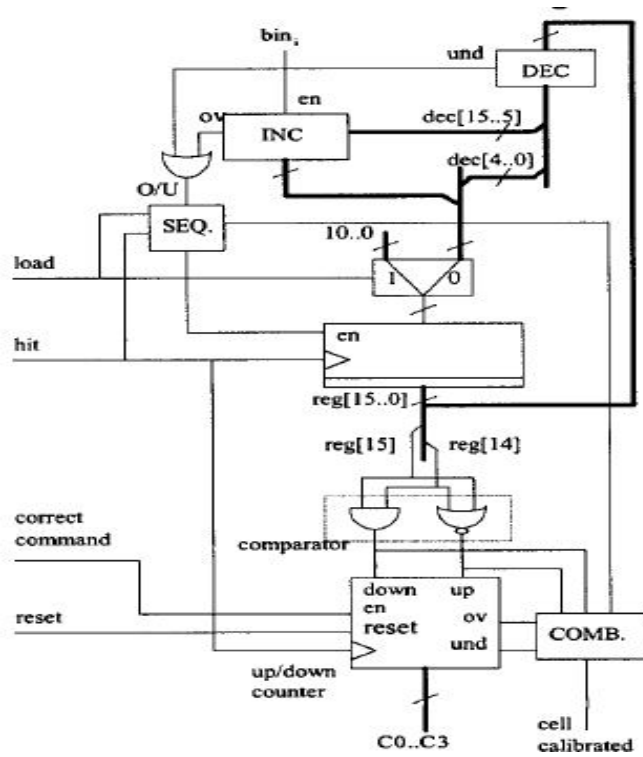 bin i
und
DEC
en
ov
INC
dec[15..5]
dec[4..0]
O/U
SEQ.
10..0
load
1 0
hit
en
reg[15..0]
reg[15]
reg[14]
correct
command
comparator
down up
en
ov
reset
reset
und
COMB.
up/down
counter
cell
calibrated
C0..C3